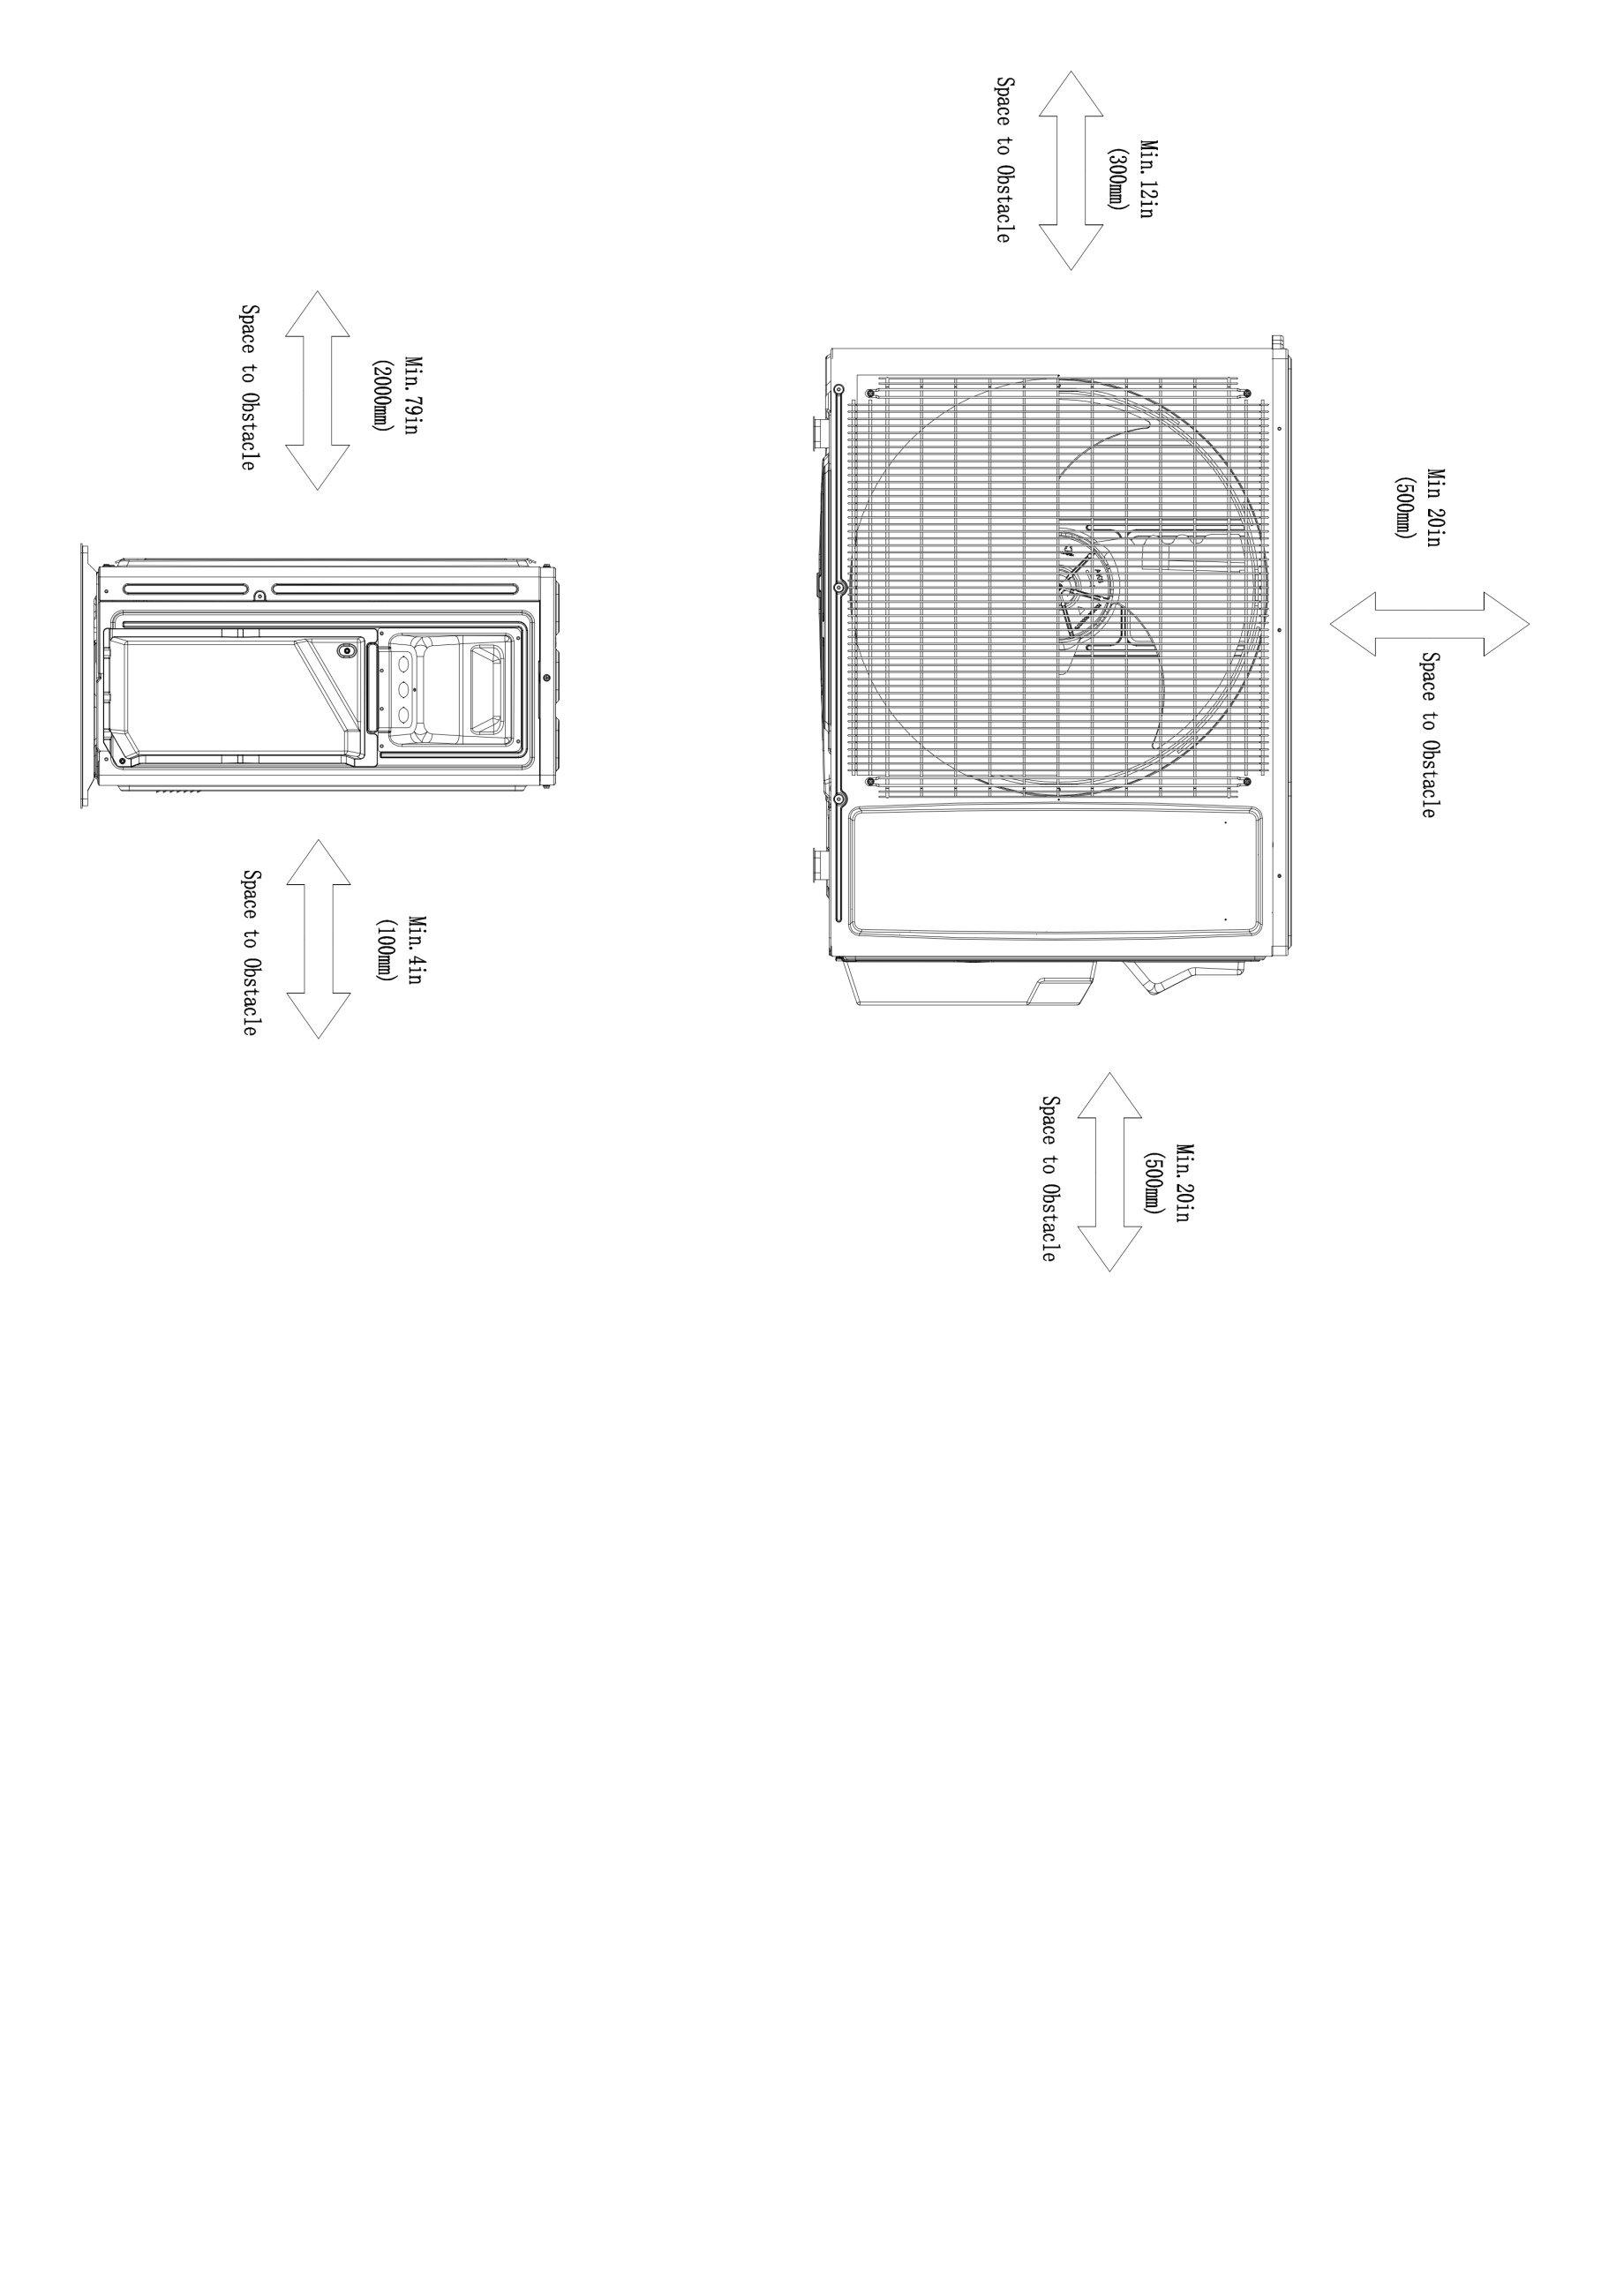 Min 20in
(500mm)
Space to Obstacle
Min.12in
(300mm)
Space to Obstacle
Min.20in
(500mm)
Space to Obstacle
Min.79in
(2000mm)
Space to Obstacle
Min.4in
(100mm)
Space to Obstacle